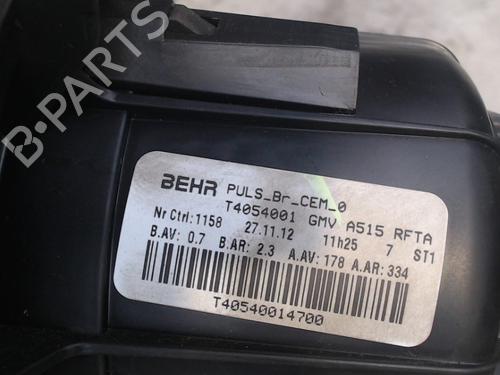 B-PARTS
BEHR PULS_Br_CEM_0
T4054001 GMV A515 RFTA
Nr Ctrl:1158 27.11.12 11h25 7 ST1
B.AV: 0.7 B.AR: 2.3 A.AV: 178 A.AR: 334
T40540014700